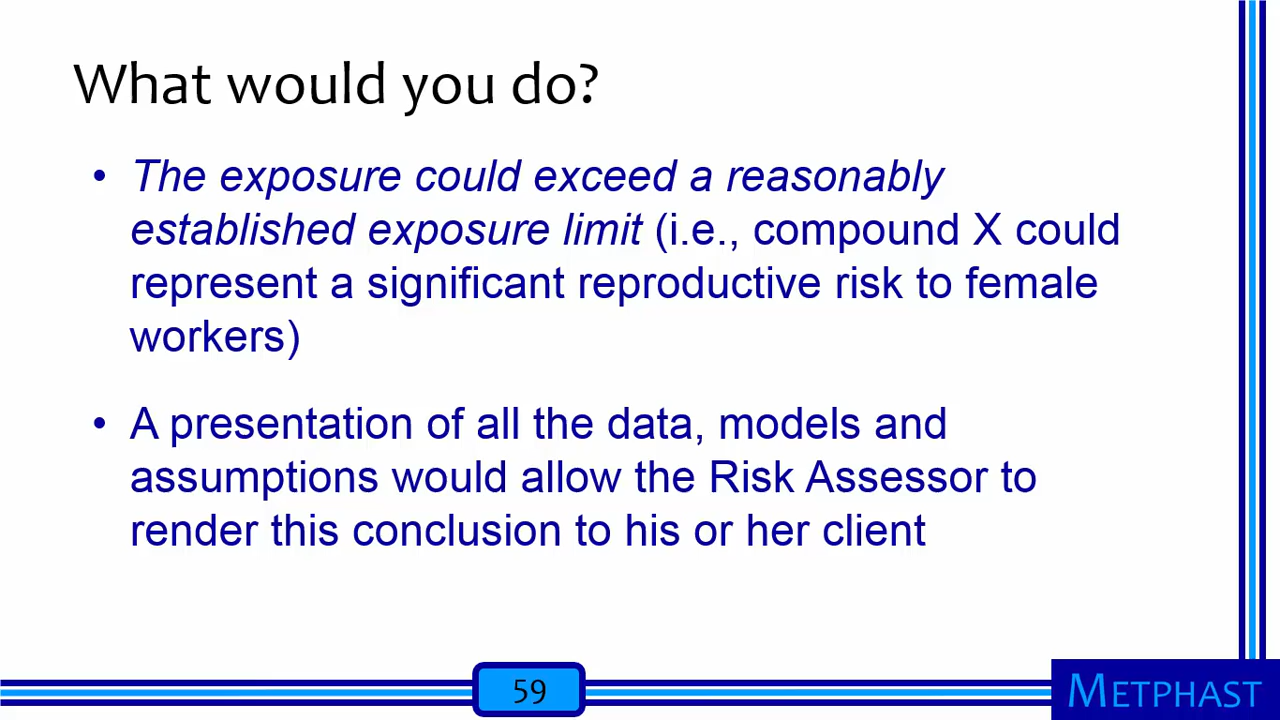 What would you do?
• The exposure could exceed a reasonably
established exposure limit (i.e., compound X could
represent a significant reproductive risk to female
workers)
• A presentation of all the data, models and
assumptions would allow the Risk Assessor to
render this conclusion to his or her client
59
METPHAST